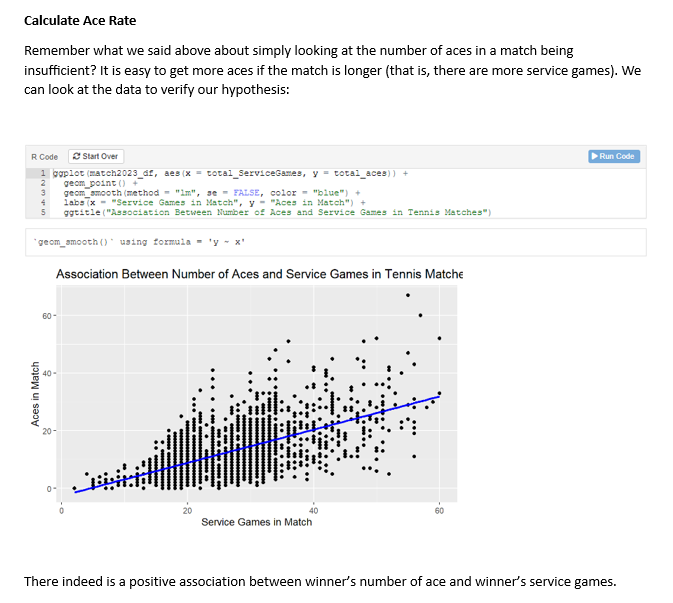 Calculate Ace Rate
Remember what we said above about simply looking at the number of aces in a match being
insufficient? It is easy to get more aces if the match is longer (that is, there are more service games). We
can look at the data to verify our hypothesis:
R Code Start Over Run Code
1 ggplot(match2023_df, aes(x = total_ServiceGames, y = total_aces)) +
2 geom_point() +
3 geom_smooth(method = "lm", se = FALSE, color = "blue") +
4 labs(x = "Service Games in Match", y = "Aces in Match") +
5 ggtitle("Association Between Number of Aces and Service Games in Tennis Matches")
`geom_smooth()` using formula = 'y ~ x'
Association Between Number of Aces and Service Games in Tennis Matche
60
40
20
0
Aces in Match
0 20 40 60
Service Games in Match
There indeed is a positive association between winner's number of ace and winner's service games.